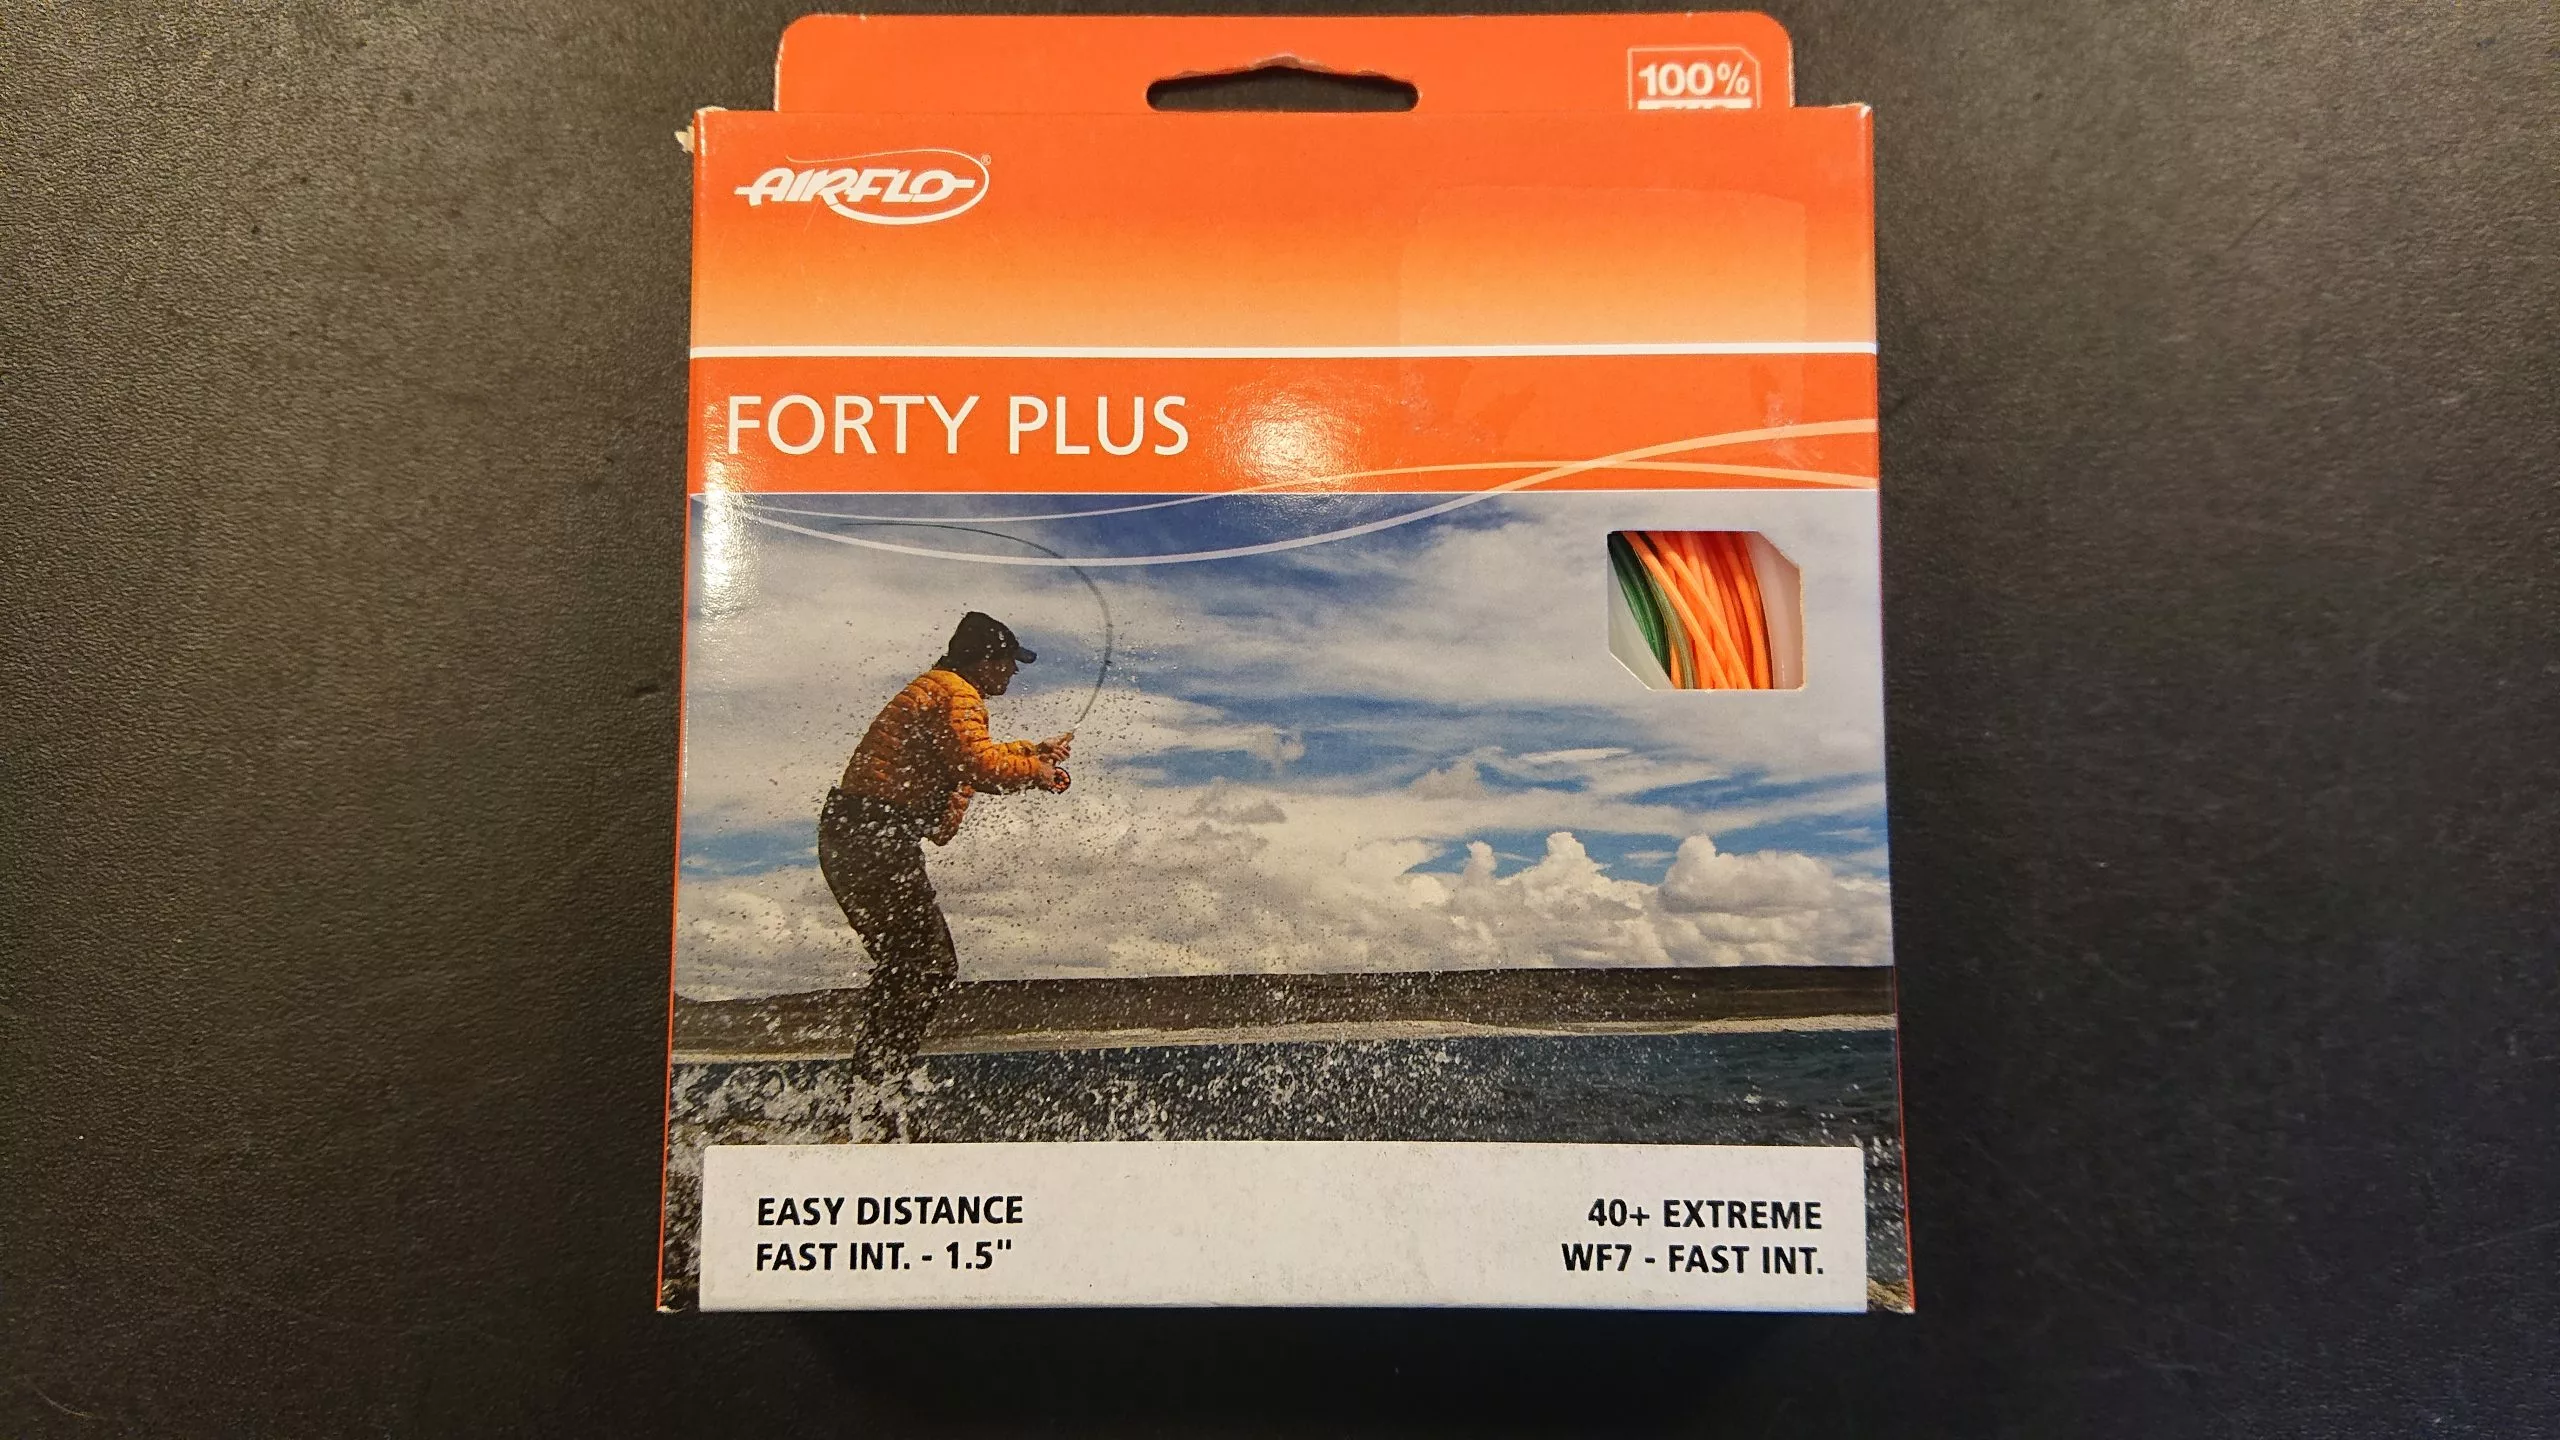 100%
AIRFLO®
FORTY PLUS
EASY DISTANCE
FAST INT. - 1.5"
40+ EXTREME
WF7 - FAST INT.